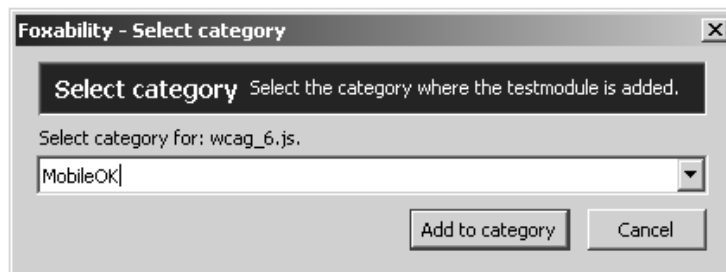 Foxability - Select category
Select category Select the category where the testmodule is added.
Select category for: wcag_6.js.
MobileOK
Add to category Cancel